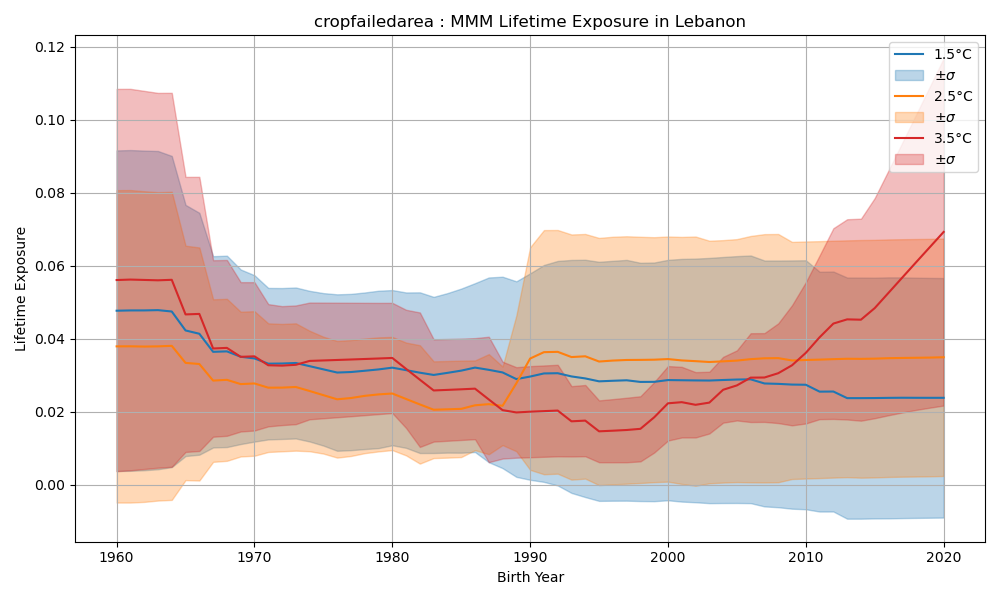 cropfailedarea : MMM Lifetime Exposure in Lebanon
0.12
0.10
0.08
0.06
0.04
0.02
0.00
Lifetime Exposure
1.5°C
±σ
2.5°C
±σ
3.5°C
±σ
1960
1970
1980
1990
2000
2010
2020
Birth Year